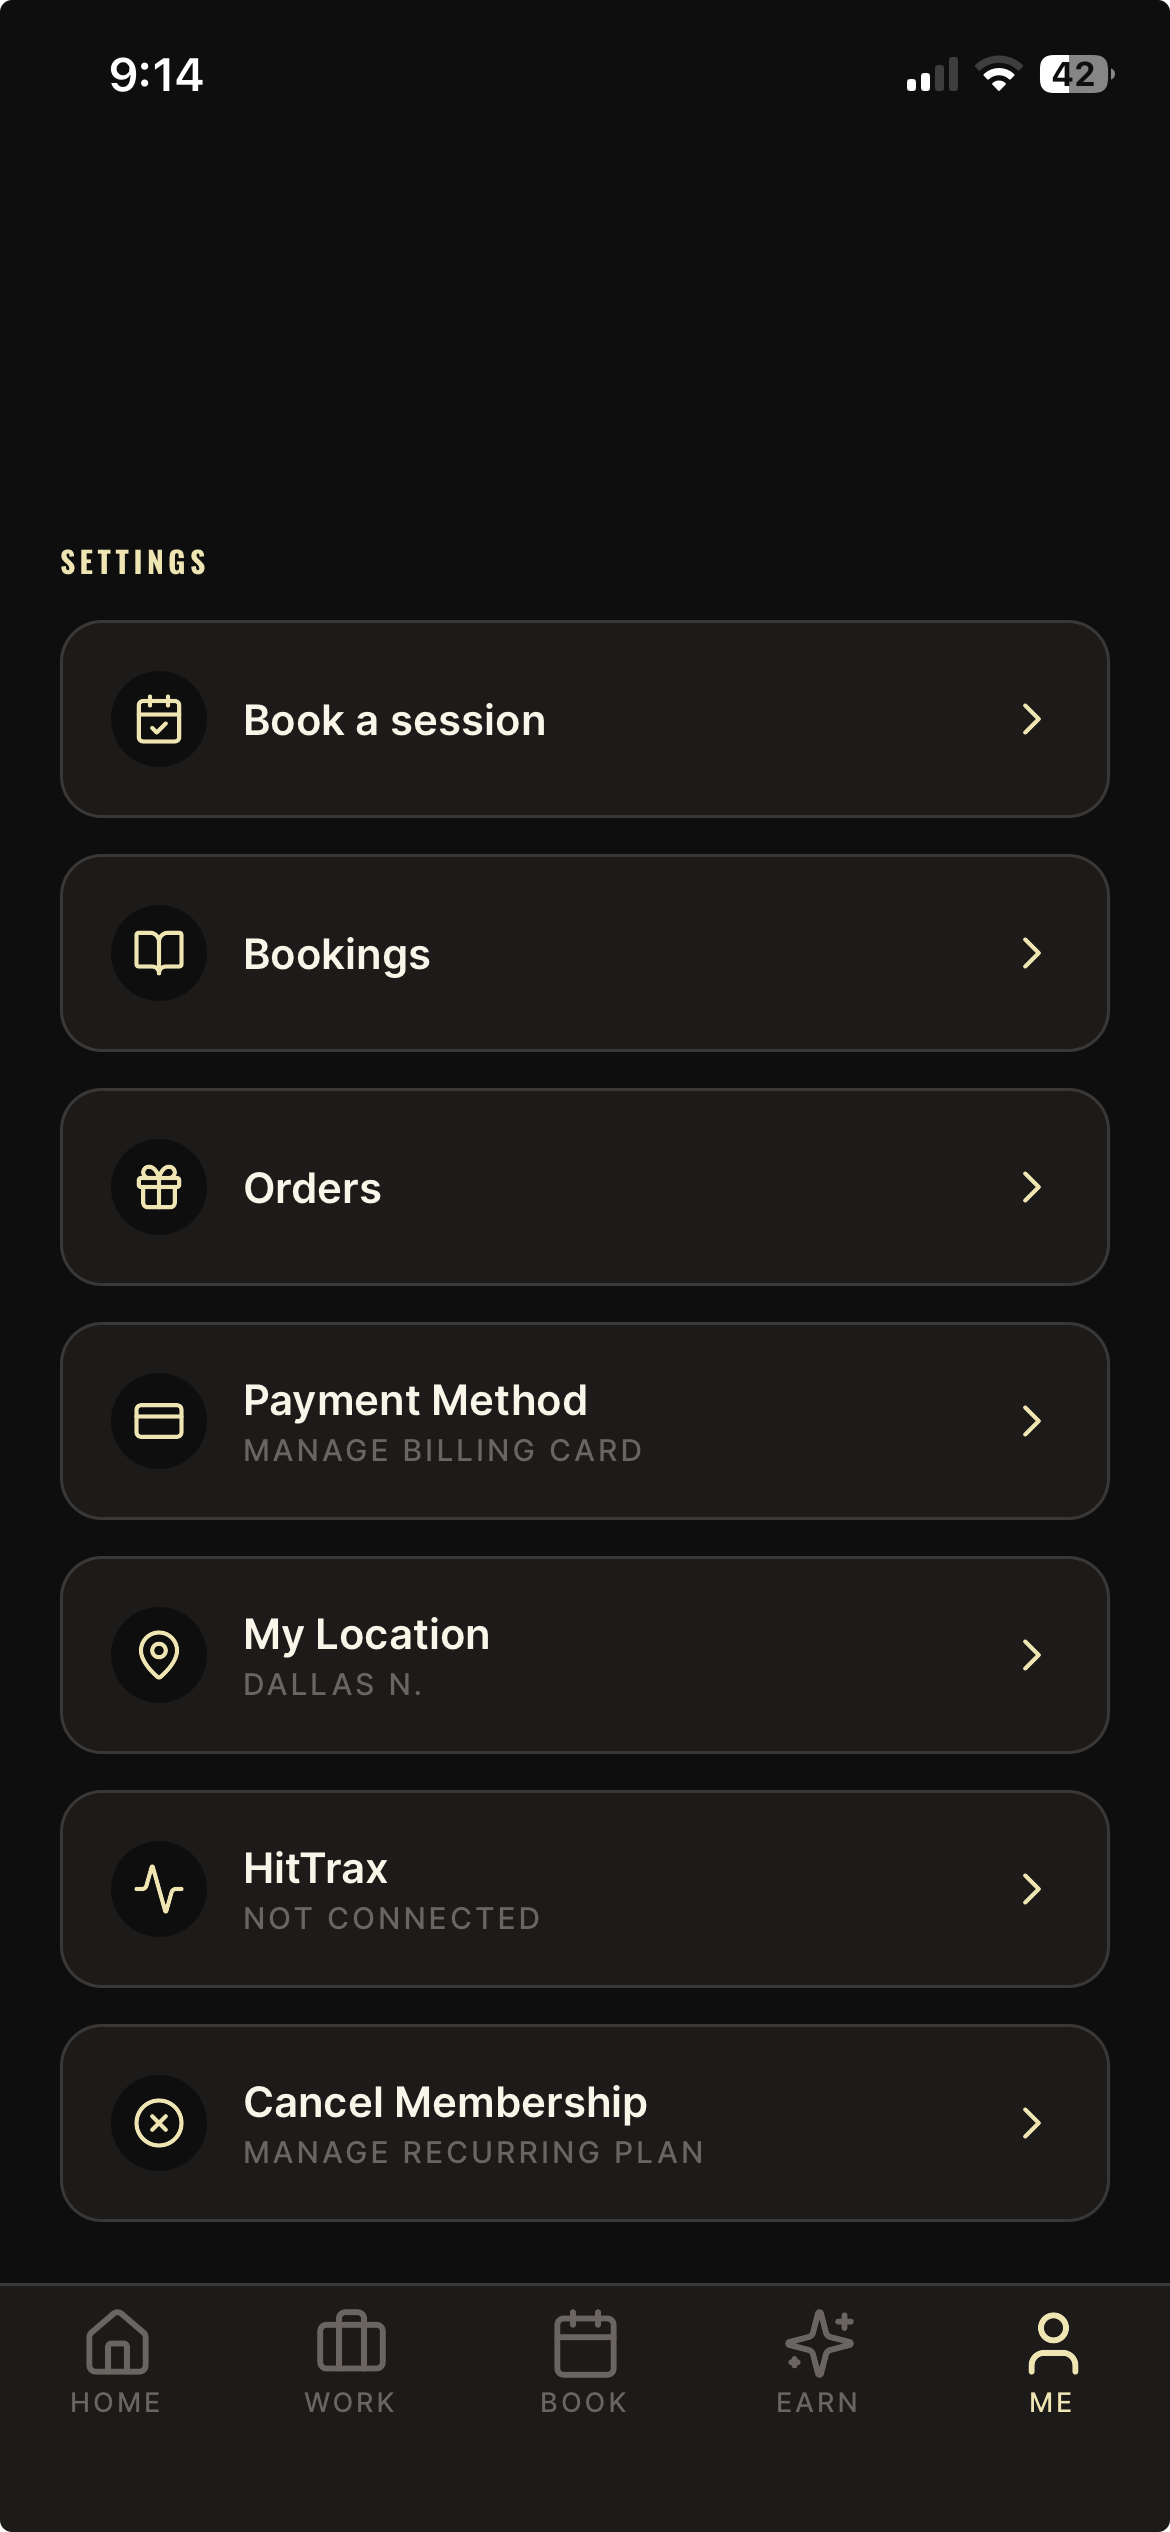 9:14
42
SETTINGS
Book a session
Bookings
Orders
Payment Method
MANAGE BILLING CARD
My Location
DALLAS N.
HitTrax
NOT CONNECTED
Cancel Membership
MANAGE RECURRING PLAN
HOME
WORK
BOOK
EARN
ME